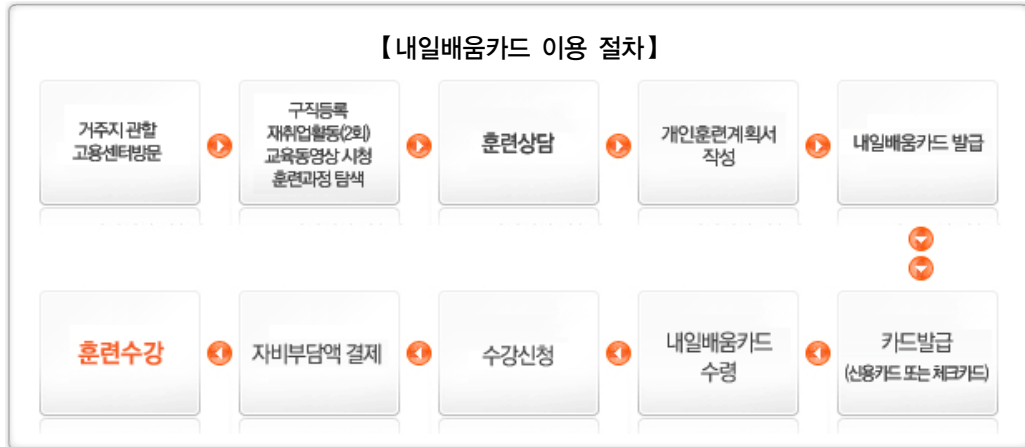 【내일배움카드 이용 절차】
거주지 관할
고용센터방문
구직등록
재취업활동(2회)
교육동영상 시청
훈련과정 탐색
훈련상담
개인훈련계획서
작성
내일배움카드 발급
카드발급
(신용카드 또는 체크카드)
내일배움카드
수령
수강신청
자비부담액 결제
훈련수강